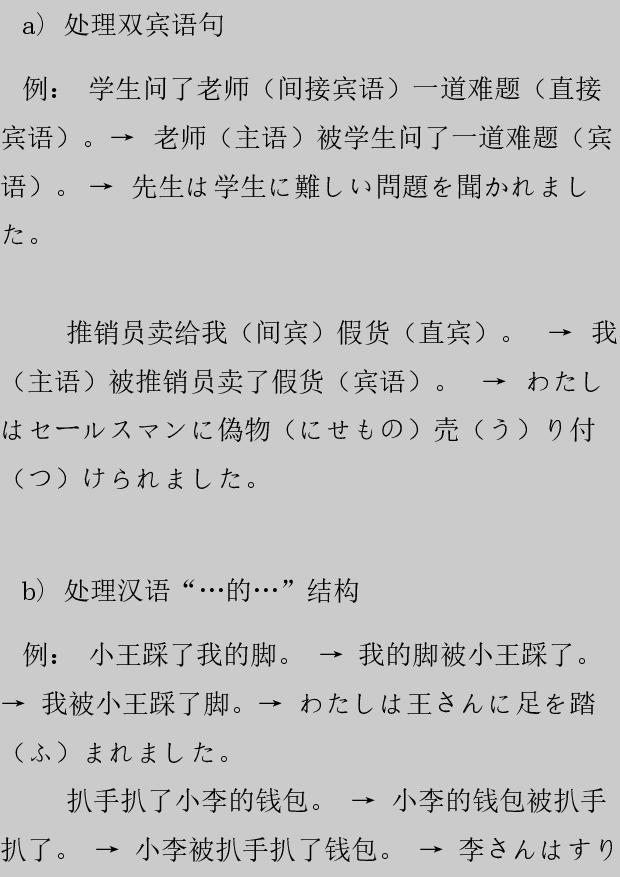 a）处理双宾语句
例： 学生问了老师（间接宾语）一道难题（直接
宾语）。→ 老师（主语）被学生问了一道难题（宾
语）。 → 先生は学生に難しい問題を聞かれまし
た。
推销员卖给我（间宾）假货（直宾）。 → 我
（主语）被推销员卖了假货（宾语）。 → わたし
はセールスマンに偽物（にせもの）売（う）り付
（つ）けられました。
b）处理汉语“…的…”结构
例： 小王踩了我的脚。 → 我的脚被小王踩了。
→ 我被小王踩了脚。→ わたしは王さんに足を踏
（ふ）まれました。
扒手扒了小李的钱包。 → 小李的钱包被扒手
扒了。 → 小李被扒手扒了钱包。 → 李さんはすり